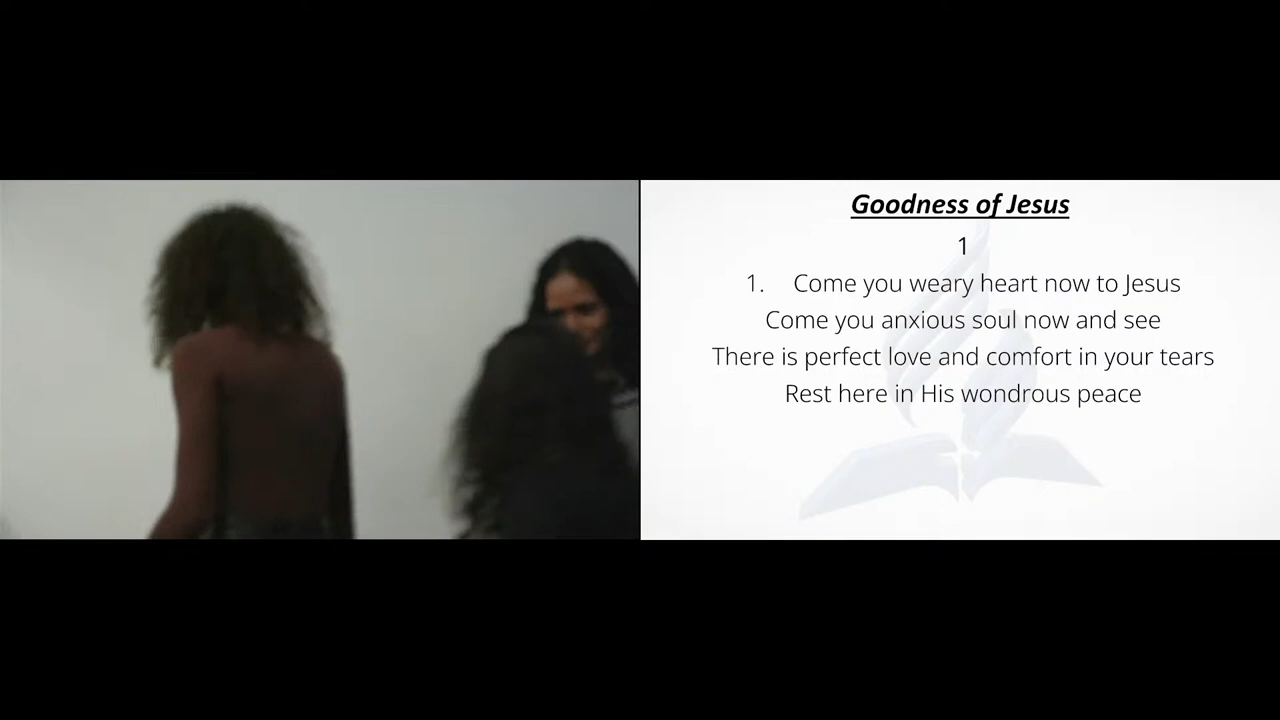 Goodness of Jesus
1
1. Come you weary heart now to Jesus
Come you anxious soul now and see
There is perfect love and comfort in your tears
Rest here in His wondrous peace